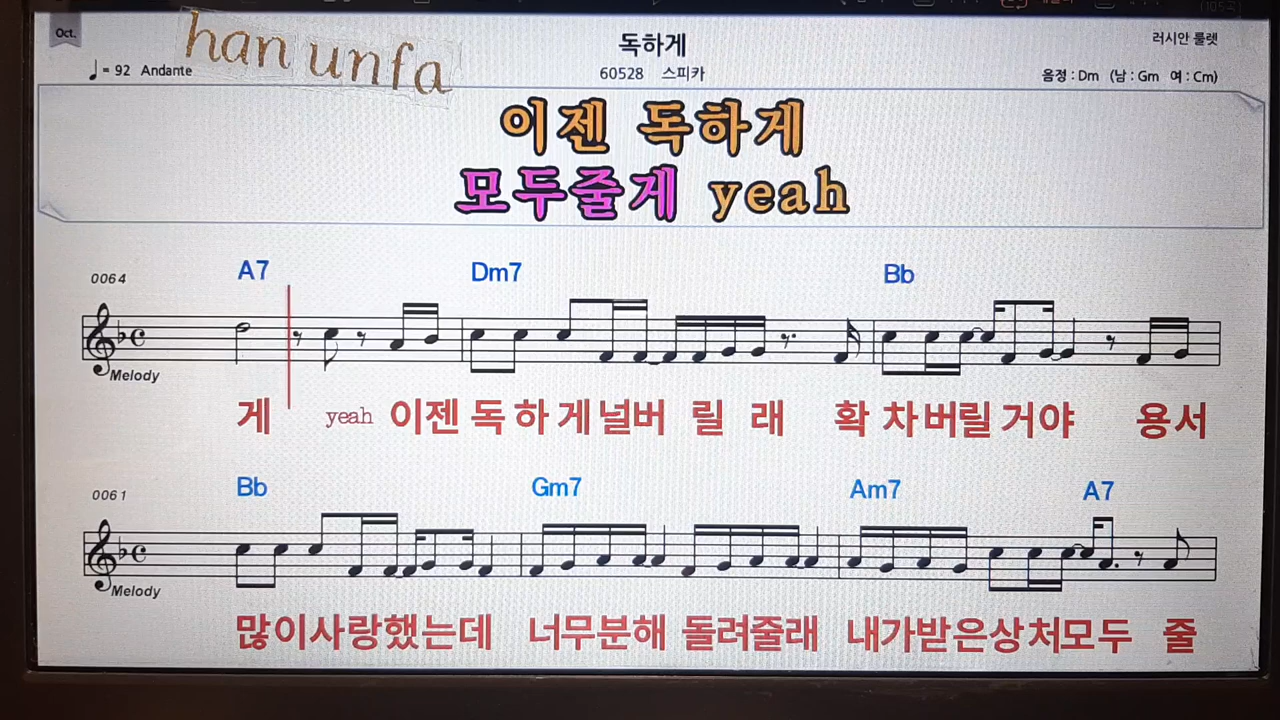 Oct.
han unfa
독하게
러시안 룰렛
♩= 92 Andante
60528 스피카
음정 : Dm (남 : Gm 여 : Cm)
이젠 독하게
모두줄게 yeah
0064
A7 Dm7 Bb
Melody
게 yeah 이젠 독 하 게 널버 릴 래 확 차버릴 거야 용서
0061
Bb Gm7 Am7 A7
Melody
많이사랑했는데 너무분해 돌려줄래 내가받은상처모두 줄